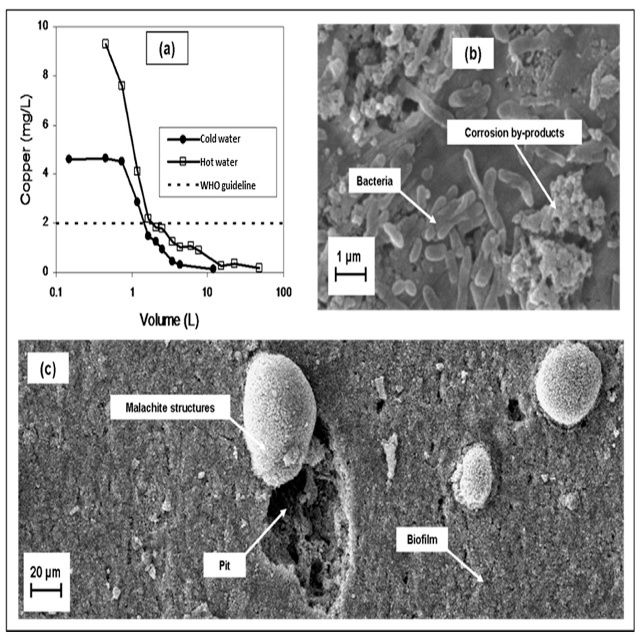 (a)
10
8
6
4
2
0
Copper (mg/L)
Cold water
Hot water
WHO guideline
0.1
1
10
100
Volume (L)
(b)
Corrosion by-products
Bacteria
1 µm
(c)
Malachite structures
Pit
Biofilm
20 µm